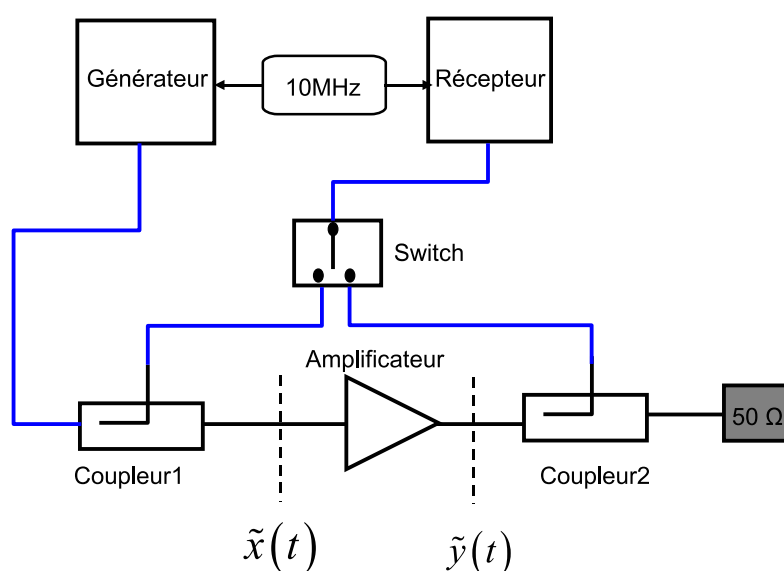 Générateur
10MHz
Récepteur
Switch
Amplificateur
50 Ω
Coupleur1
Coupleur2
x̃(t)
ỹ(t)